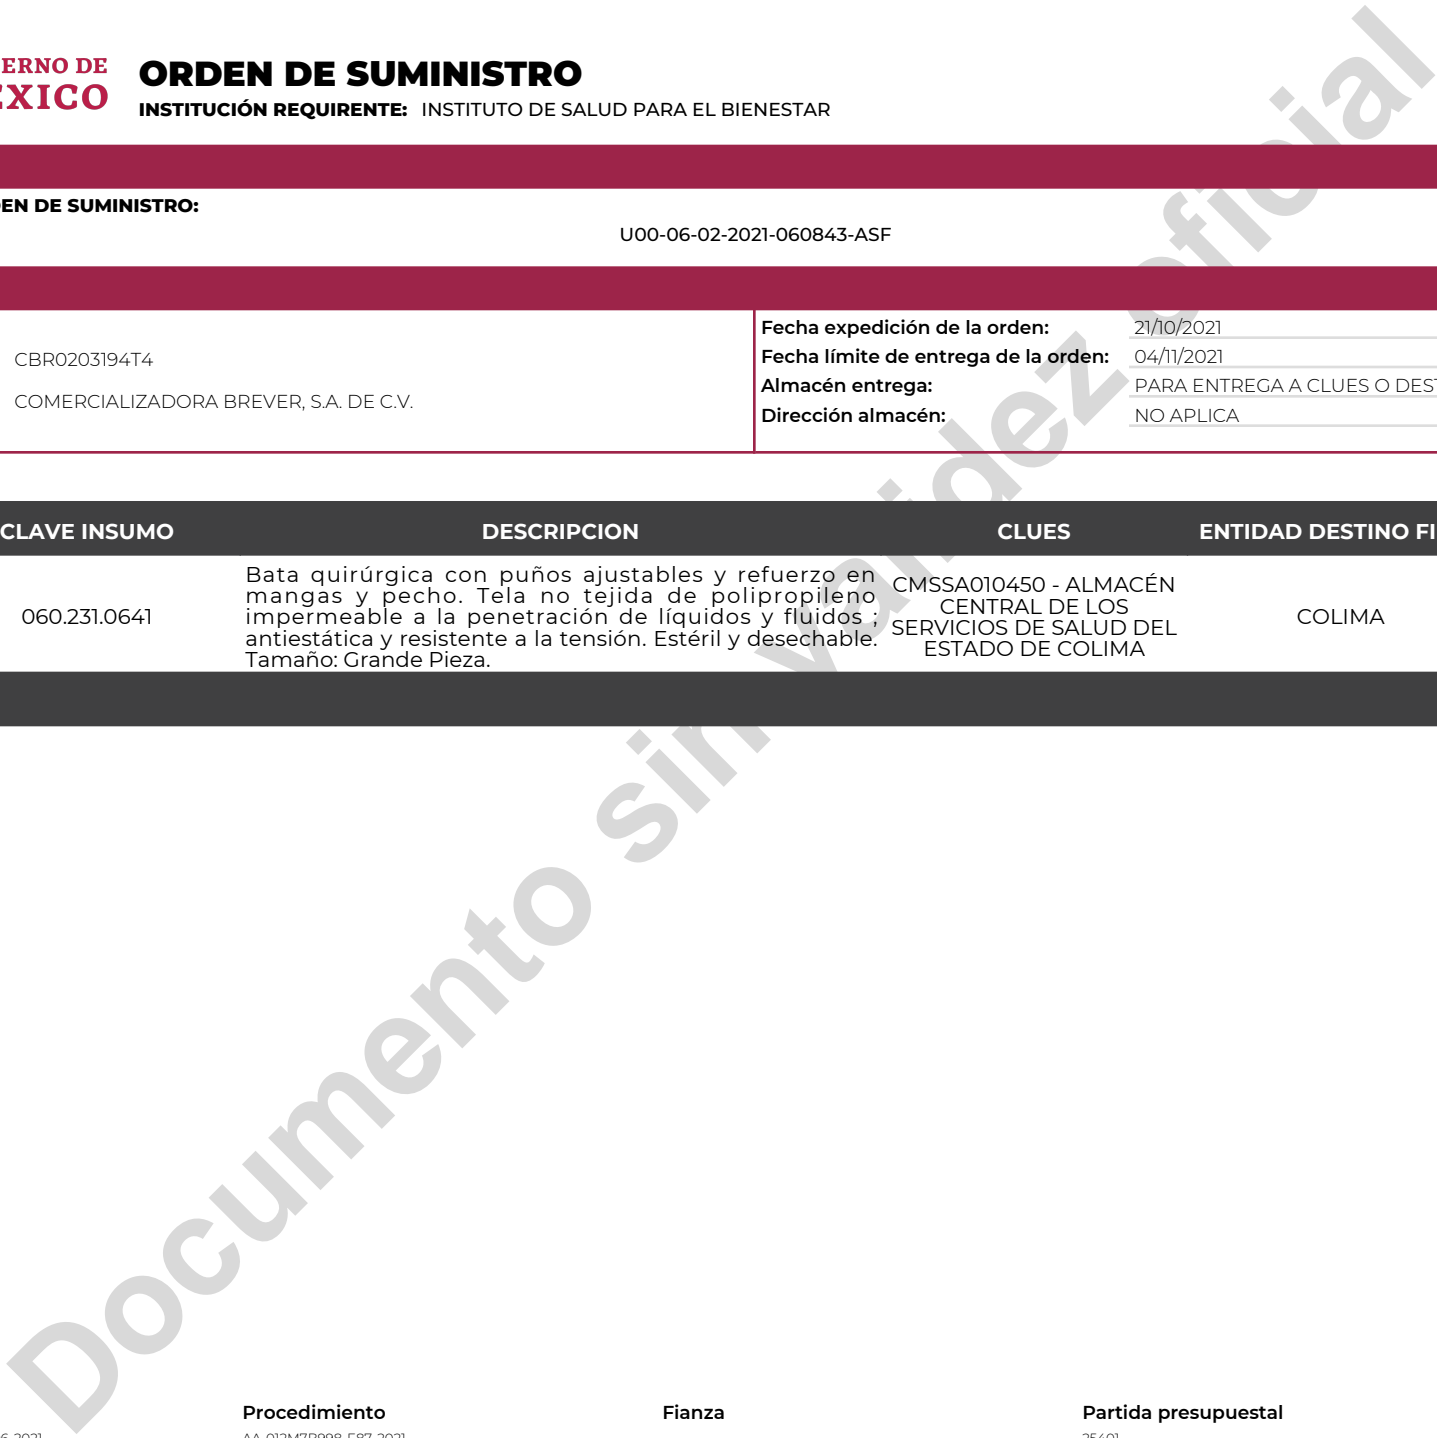 ERNO DE
ORDEN DE SUMINISTRO
INSTITUCIÓN REQUIRENTE: INSTITUTO DE SALUD PARA EL BIENESTAR
EN DE SUMINISTRO:
U00-06-02-2021-060843-ASF
CBR0203194T4
COMERCIALIZADORA BREVER, S.A. DE C.V.
Fecha expedición de la orden: 21/10/2021
Fecha límite de entrega de la orden: 04/11/2021
Almacén entrega: PARA ENTREGA A CLUES O DEST
Dirección almacén: NO APLICA
CLAVE INSUMO DESCRIPCION CLUES ENTIDAD DESTINO FI
060.231.0641
Bata quirúrgica con puños ajustables y refuerzo en
mangas y pecho. Tela no tejida de polipropileno
impermeable a la penetración de líquidos y fluidos ;
antiestática y resistente a la tensión. Estéril y desechable.
Tamaño: Grande Pieza.
CMSSA010450 - ALMACÉN
CENTRAL DE LOS
SERVICIOS DE SALUD DEL
ESTADO DE COLIMA
COLIMA
Documento sin validez oficial
Procedimiento Fianza Partida presupuestal